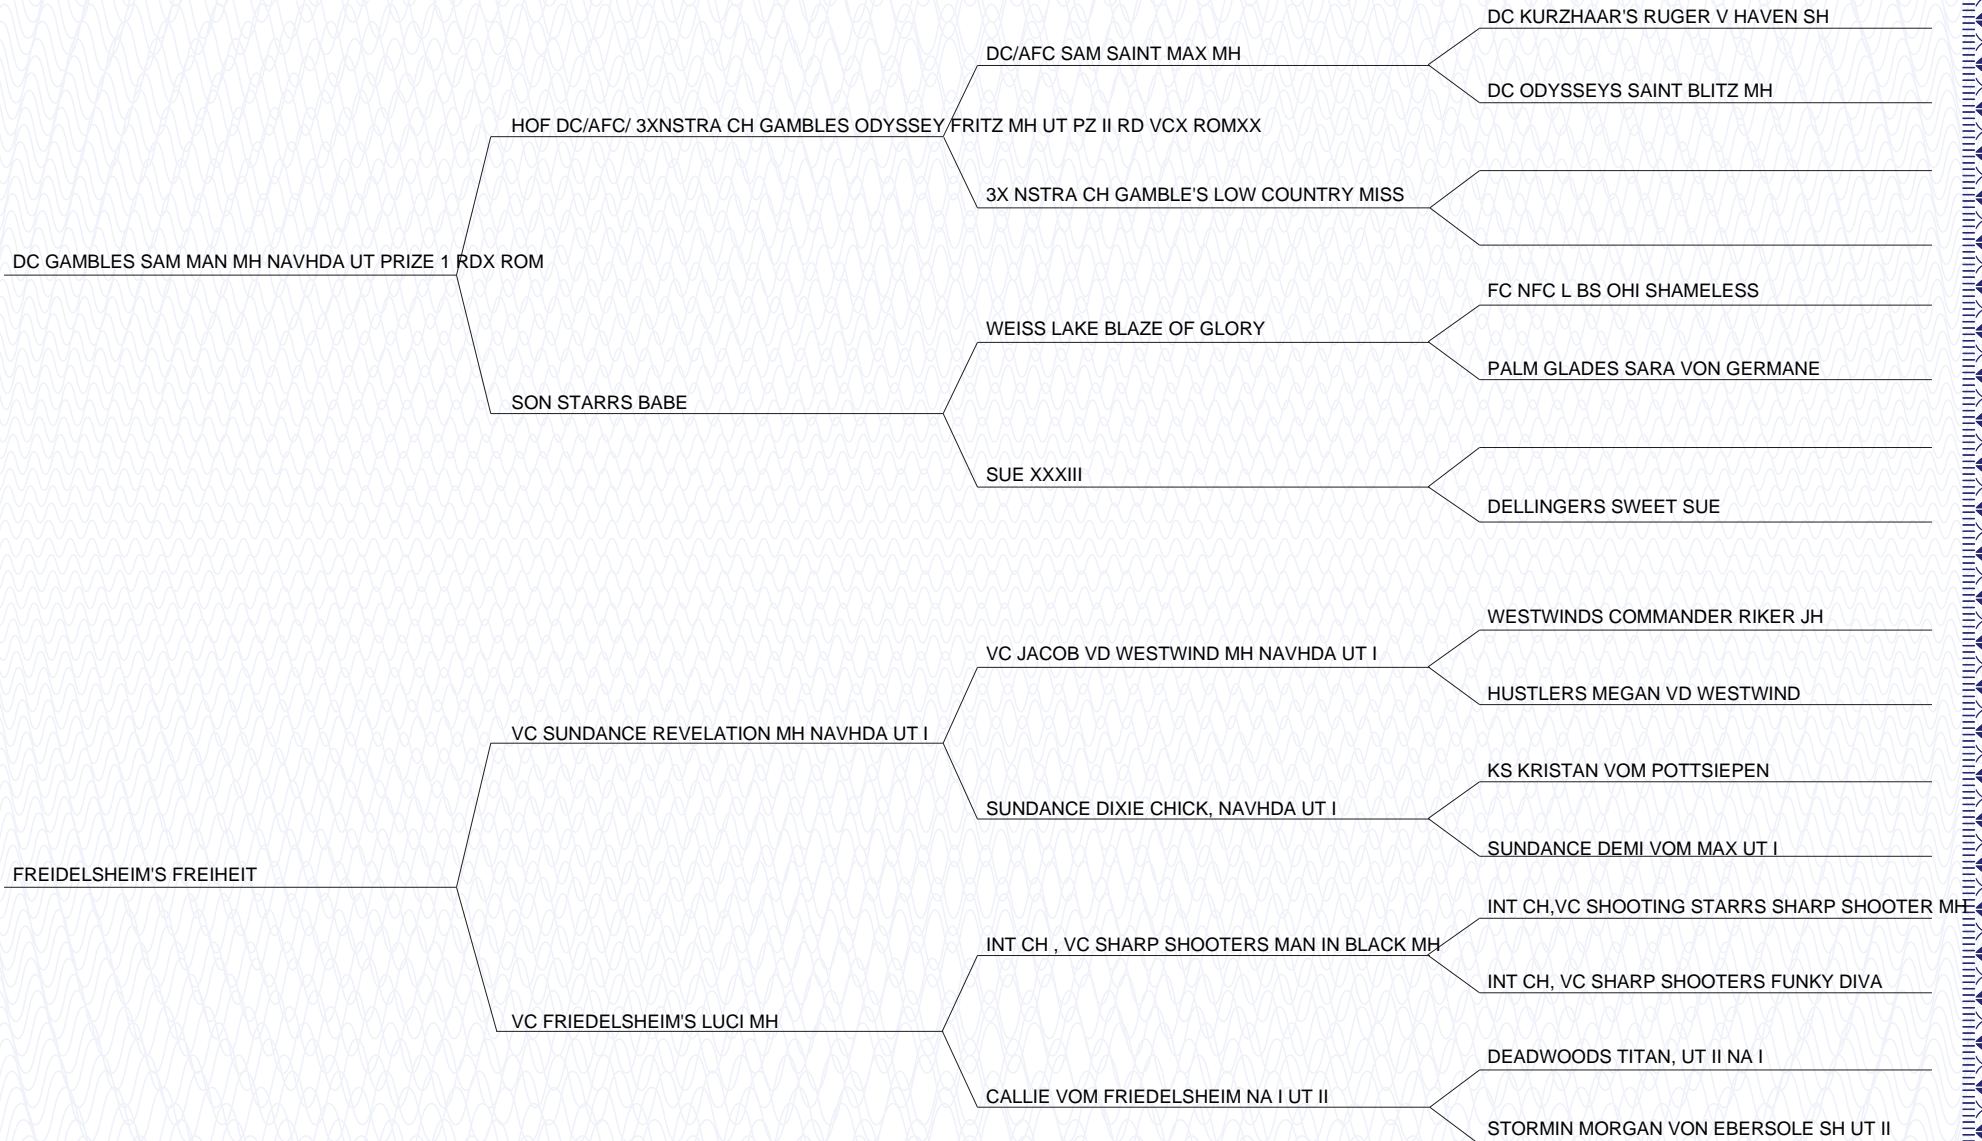 DC KURZHAAR'S RUGER V HAVEN SH
DC/AFC SAM SAINT MAX MH
DC ODYSSEYS SAINT BLITZ MH
HOF DC/AFC/ 3XNSTRA CH GAMBLES ODYSSEY FRITZ MH UT PZ II RD VCX ROMXX
3X NSTRA CH GAMBLE'S LOW COUNTRY MISS
DC GAMBLES SAM MAN MH NAVHDA UT PRIZE 1 RDX ROM
FC NFC L BS OHI SHAMELESS
WEISS LAKE BLAZE OF GLORY
PALM GLADES SARA VON GERMANE
SON STARRS BABE
SUE XXXIII
DELLINGERS SWEET SUE
WESTWINDS COMMANDER RIKER JH
VC JACOB VD WESTWIND MH NAVHDA UT I
HUSTLERS MEGAN VD WESTWIND
VC SUNDANCE REVELATION MH NAVHDA UT I
KS KRISTAN VOM POTTSIEPEN
SUNDANCE DIXIE CHICK, NAVHDA UT I
SUNDANCE DEMI VOM MAX UT I
FREIDELSHEIM'S FREIHEIT
INT CH,VC SHOOTING STARRS SHARP SHOOTER MH
INT CH , VC SHARP SHOOTERS MAN IN BLACK MH
INT CH, VC SHARP SHOOTERS FUNKY DIVA
VC FRIEDELSHEIM'S LUCI MH
DEADWOODS TITAN, UT II NA I
CALLIE VOM FRIEDELSHEIM NA I UT II
STORMIN MORGAN VON EBERSOLE SH UT II